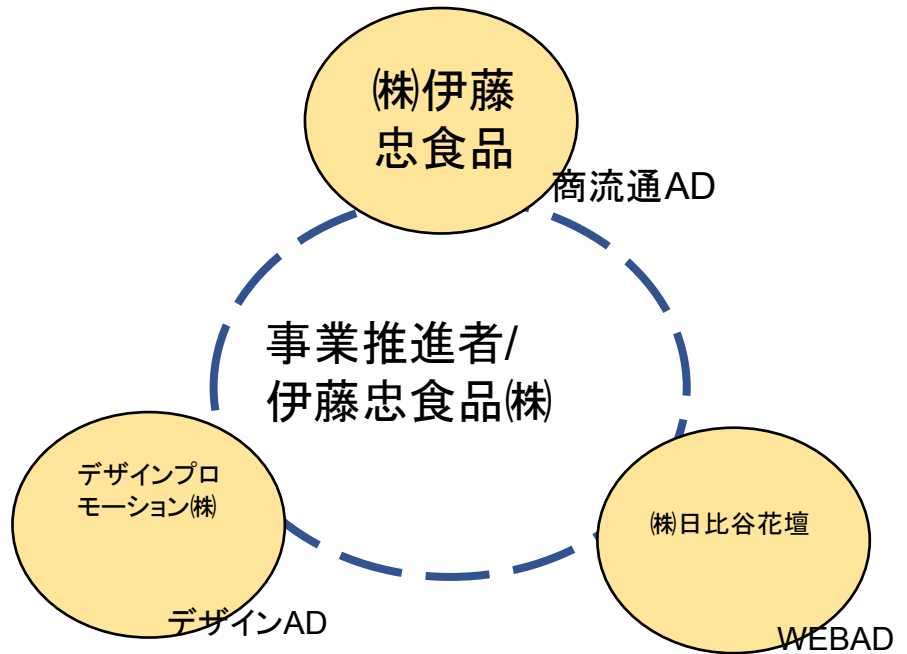 ㈱伊藤
忠食品
商流通AD
事業推進者/
伊藤忠食品㈱
デザインプロ
モーション㈱
㈱日比谷花壇
デザインAD
WEBAD